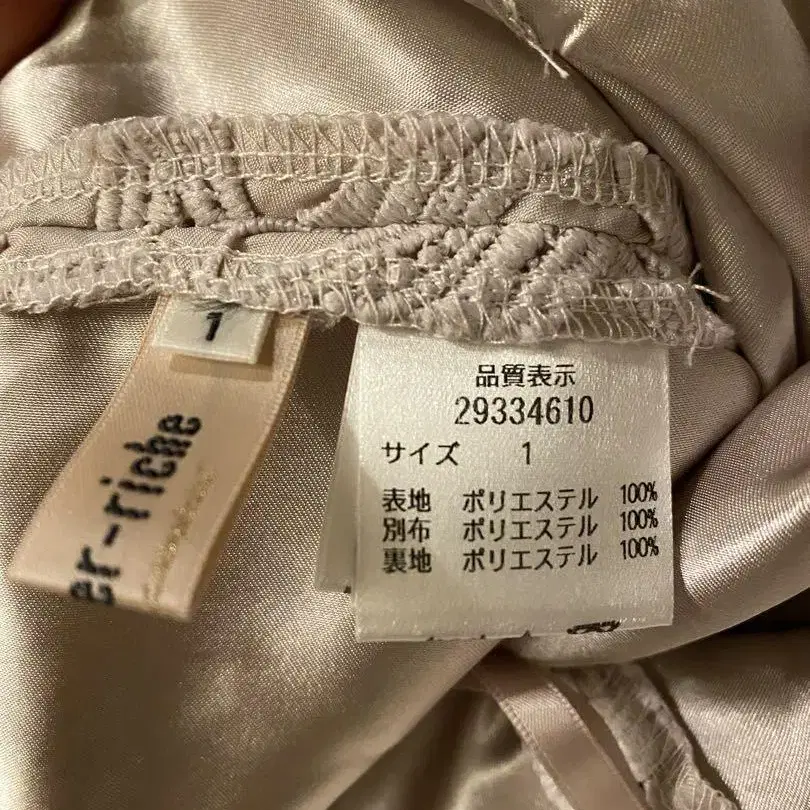 1
er-riche
品質表示
29334610
サイズ 1
表地 ポリエステル 100%
別布 ポリエステル 100%
裏地 ポリエステル 100%